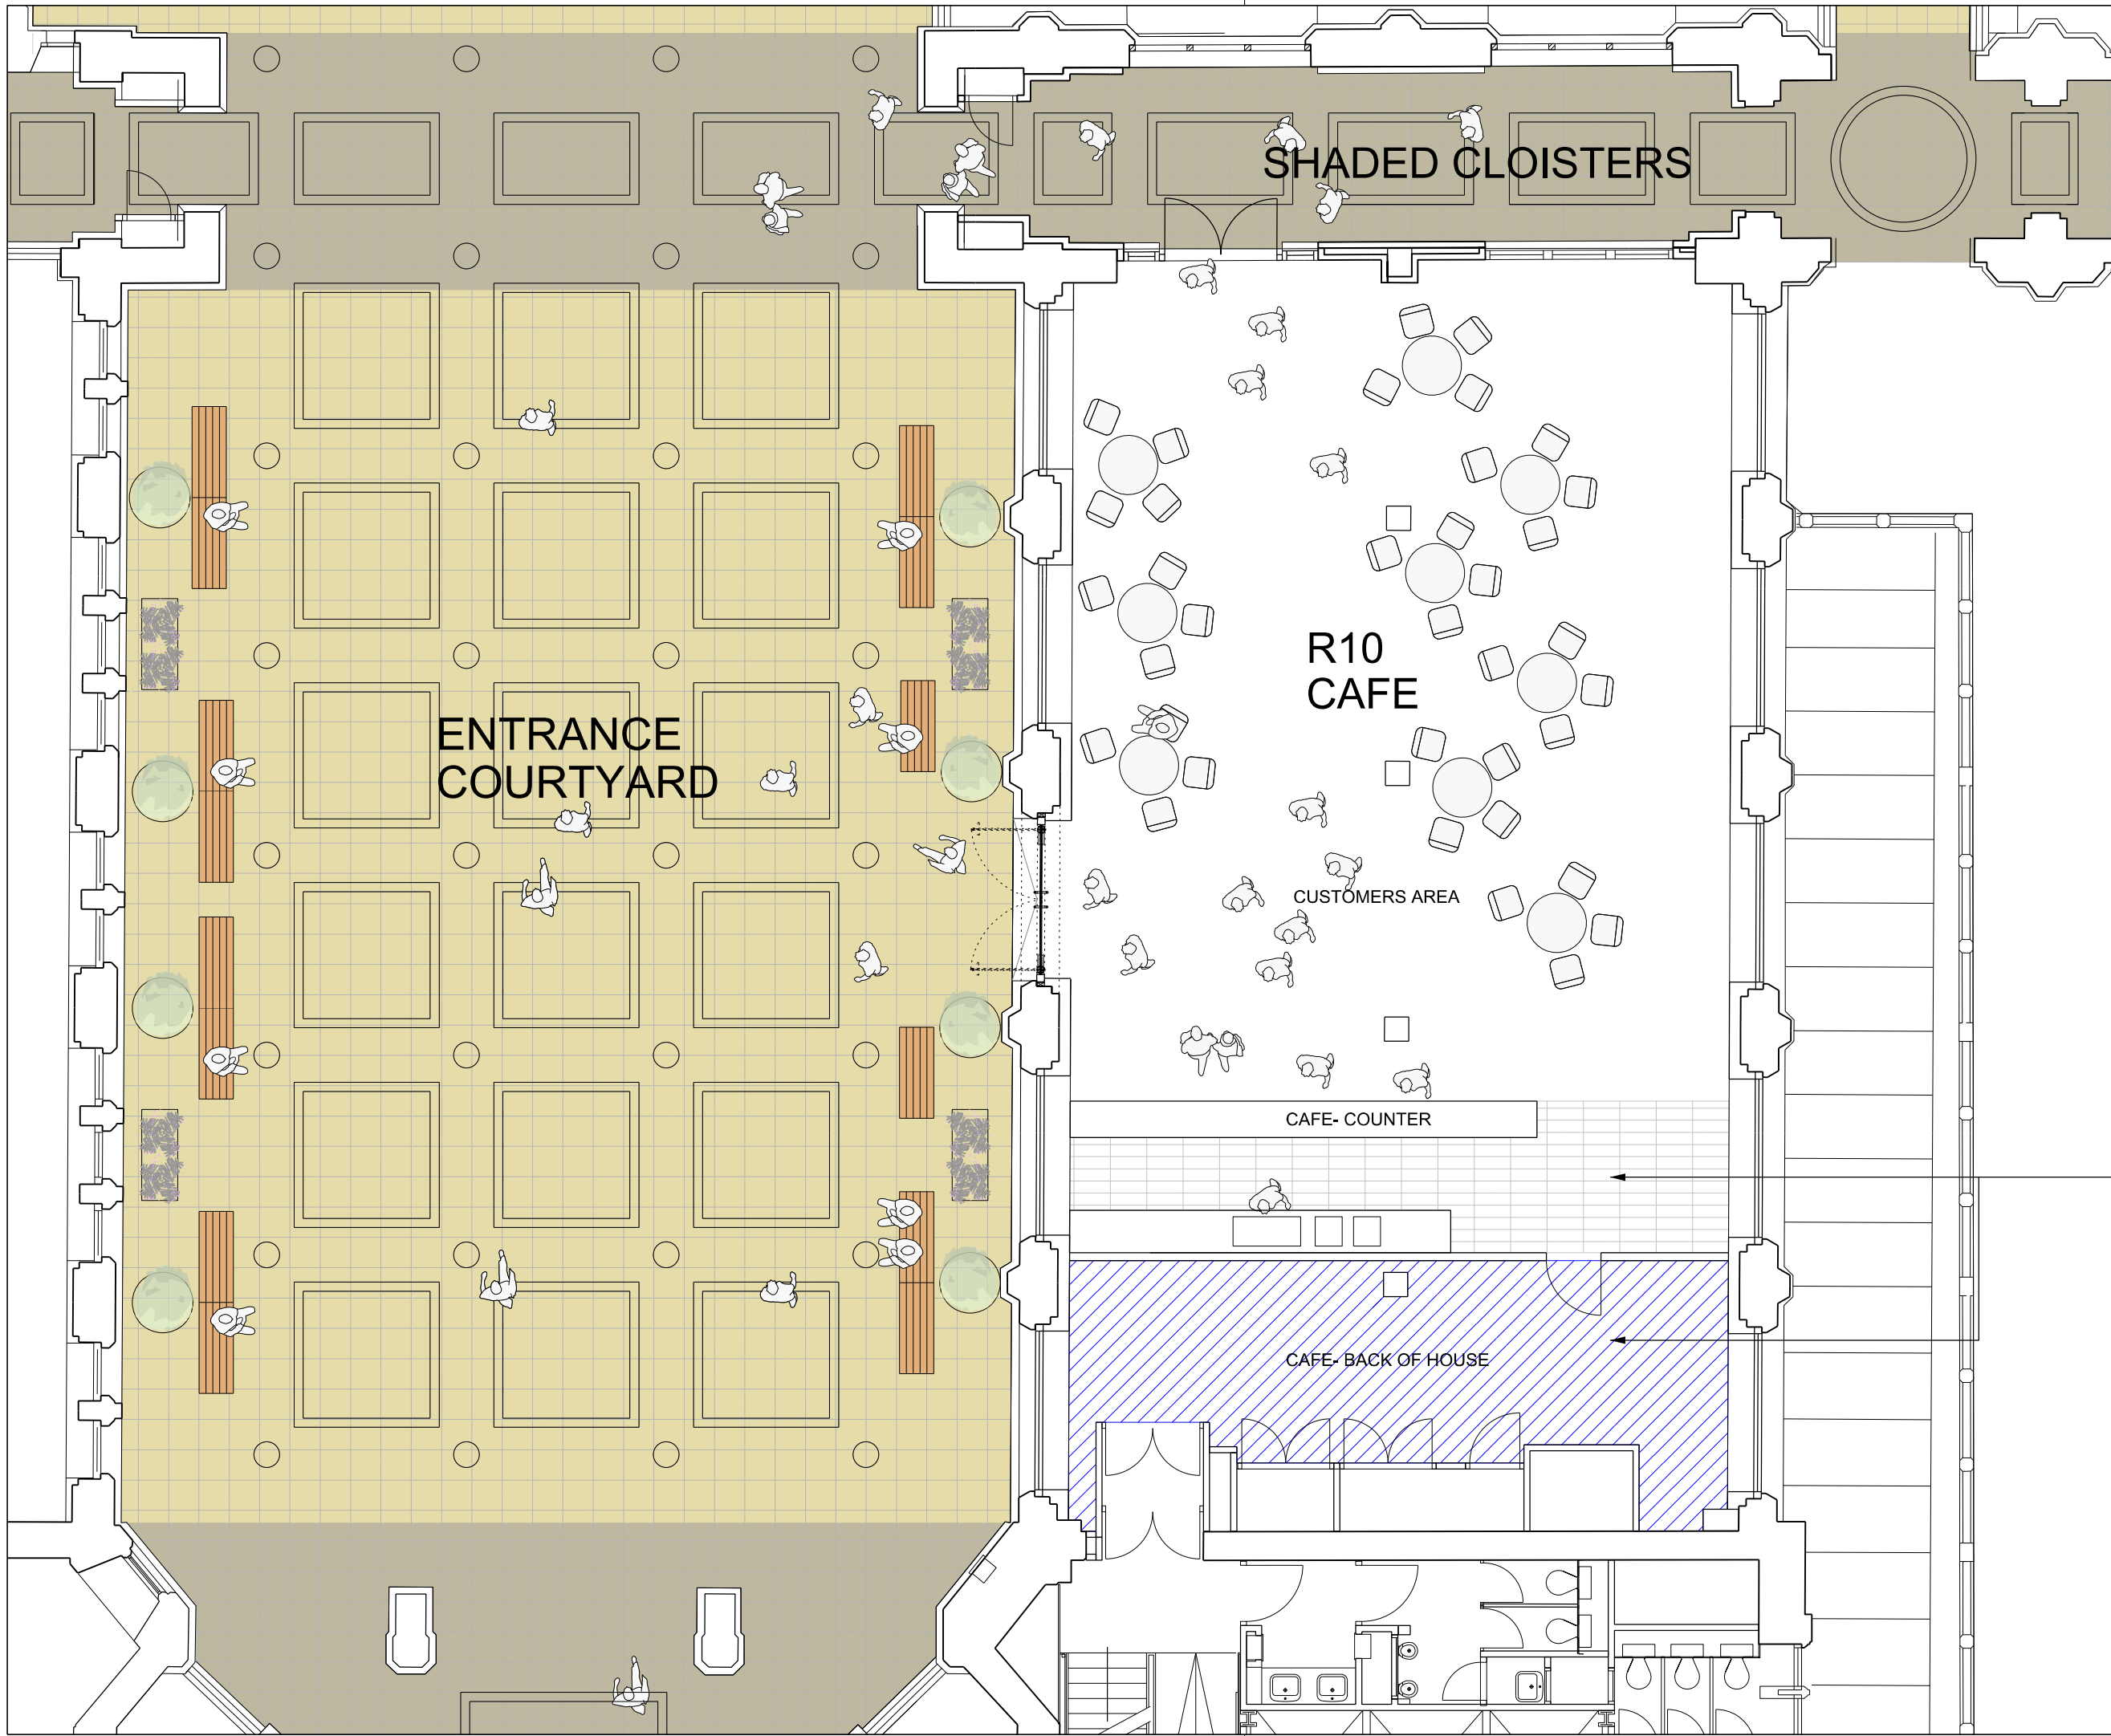 SHADED CLOISTERS
R10
CAFE
ENTRANCE
COURTYARD
CUSTOMERS AREA
CAFE- COUNTER
CAFE- BACK OF HOUSE